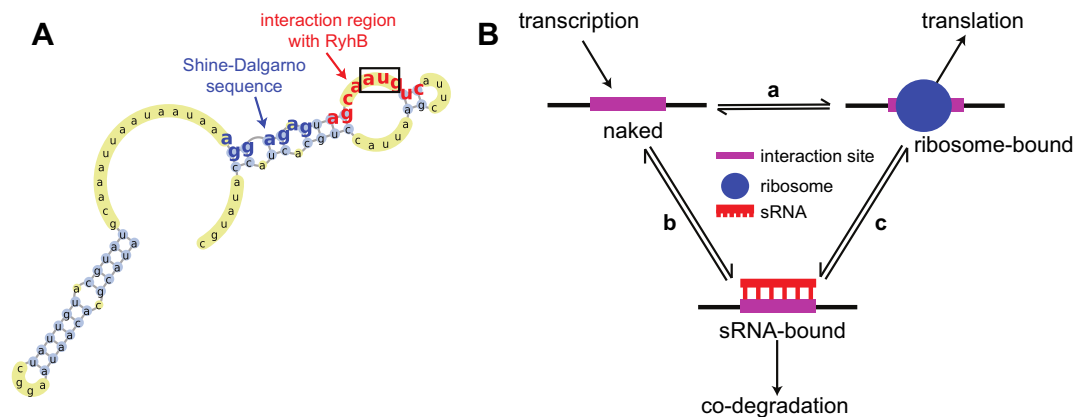 A
interaction region
with RyhB
Shine-Dalgarno
sequence
B
transcription
translation
a
naked
ribosome-bound
interaction site
ribosome
sRNA
b
c
sRNA-bound
co-degradation